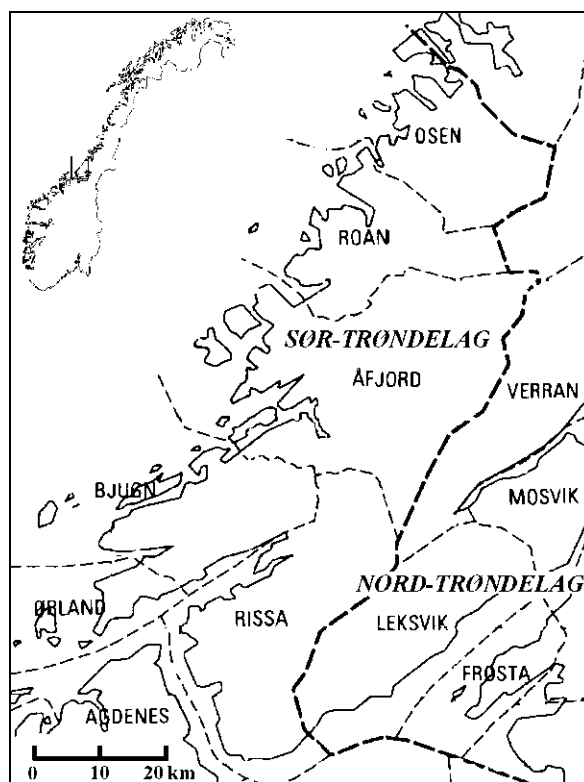 OSEN
ROAN
SØR-TRØNDELAG
ÅFJORD
VERRAN
BJUGN
MOSVIK
NORD-TRØNDELAG
ØRLAND
RISSA
LEKSVIK
FROSTA
AGDENES
0 10 20 km